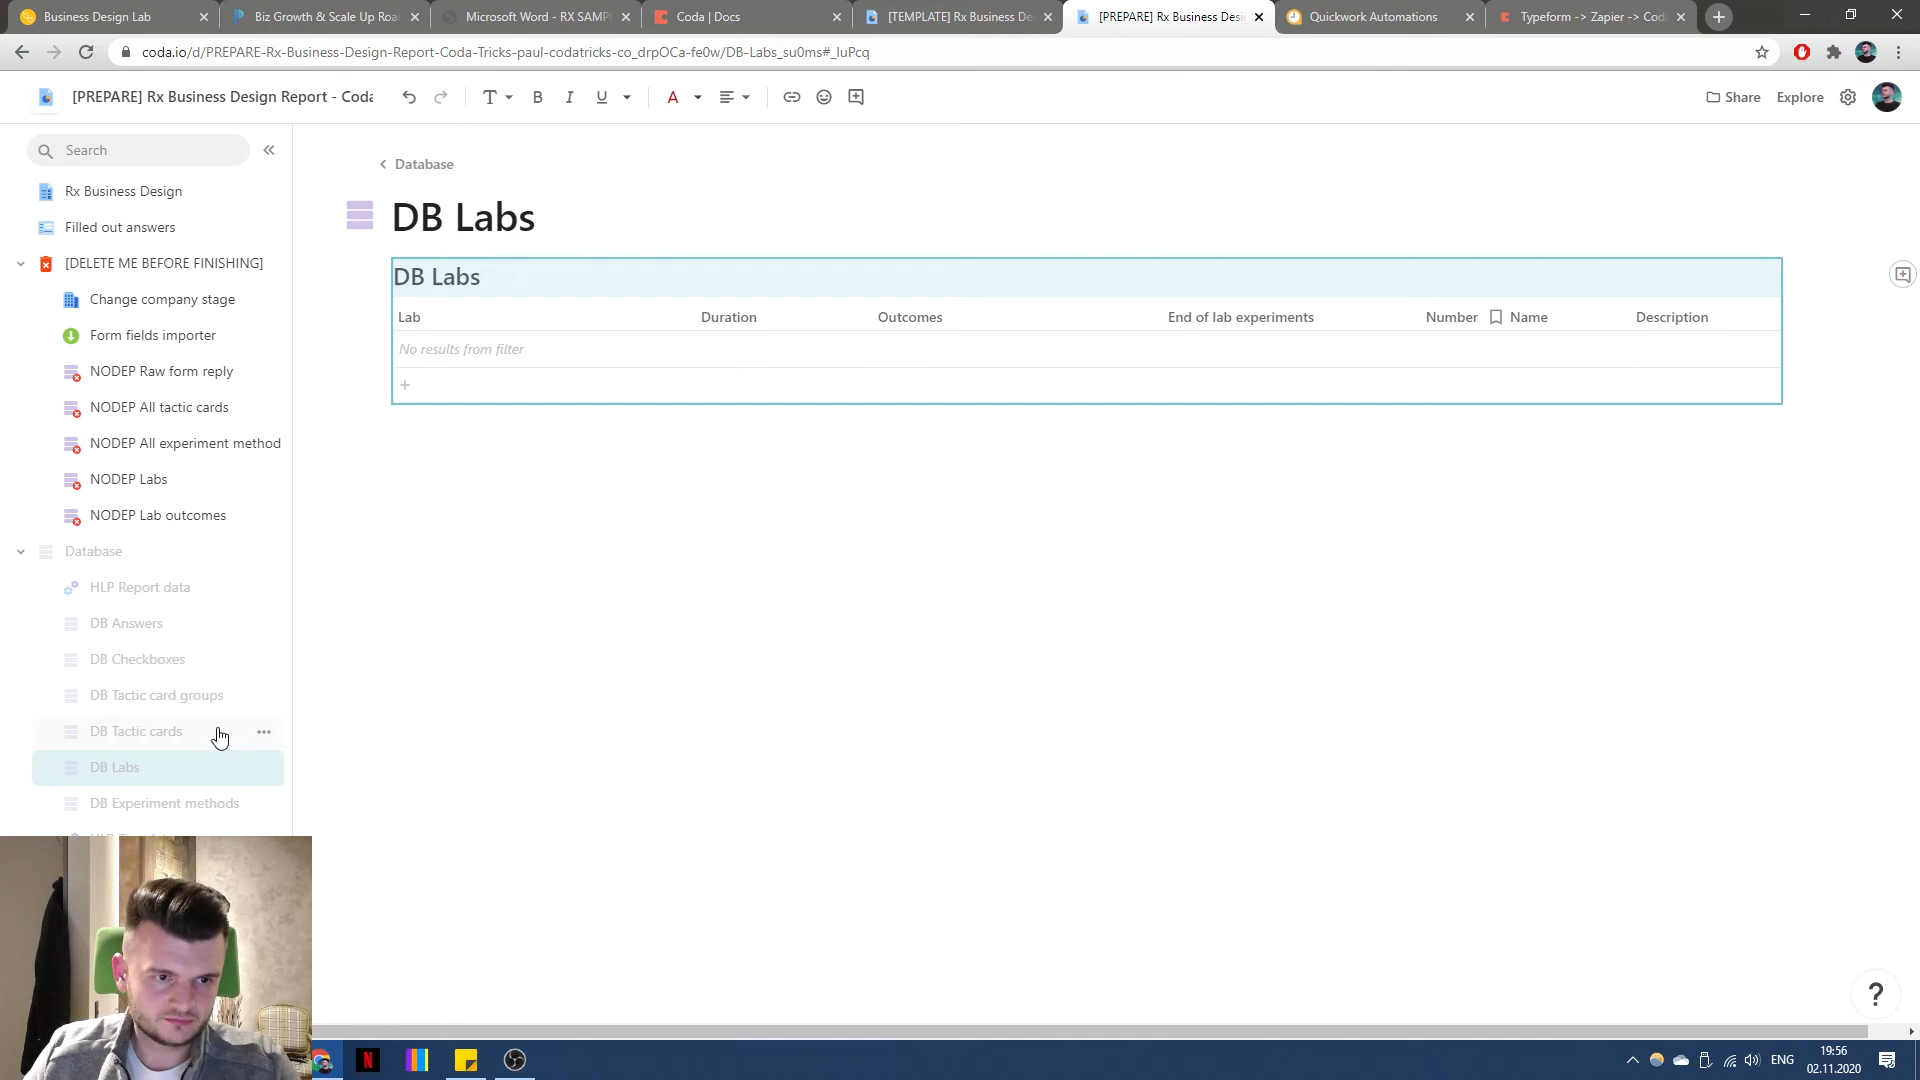 Business Design Lab
Biz Growth & Scale Up Roa
Microsoft Word - RX SAMPL
Coda | Docs
[TEMPLATE] Rx Business De
[PREPARE] Rx Business Desi
Quickwork Automations
Typeform -> Zapier -> Cod
coda.io/d/PREPARE-Rx-Business-Design-Report-Coda-Tricks-paul-codatricks-co_drpOCa-fe0w/DB-Labs_su0ms#_luPcq
[PREPARE] Rx Business Design Report - Coda
T
B
I
U
A
Share
Explore
Search
Rx Business Design
Filled out answers
[DELETE ME BEFORE FINISHING]
Change company stage
Form fields importer
NODEP Raw form reply
NODEP All tactic cards
NODEP All experiment method
NODEP Labs
NODEP Lab outcomes
Database
HLP Report data
DB Answers
DB Checkboxes
DB Tactic card groups
DB Tactic cards
DB Labs
DB Experiment methods
Database
DB Labs
DB Labs
Lab
Duration
Outcomes
End of lab experiments
Number
Name
Description
No results from filter
+
?
N
ENG
19:56
02.11.2020